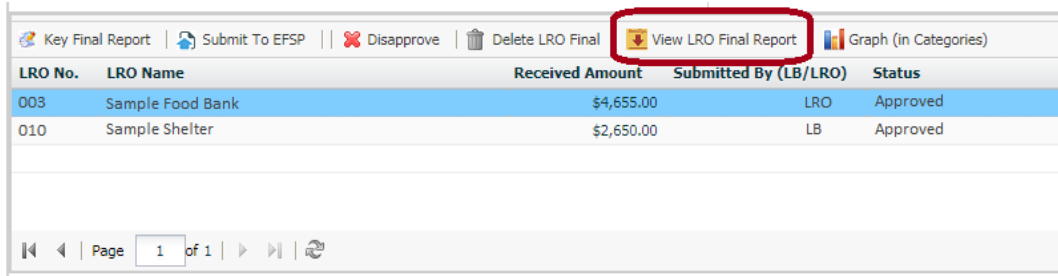 Key Final Report | Submit To EFSP || Disapprove | Delete LRO Final View LRO Final Report Graph (in Categories)
LRO No. LRO Name Received Amount Submitted By (LB/LRO) Status
003 Sample Food Bank $4,655.00 LRO Approved
010 Sample Shelter $2,650.00 LB Approved
Page 1 of 1